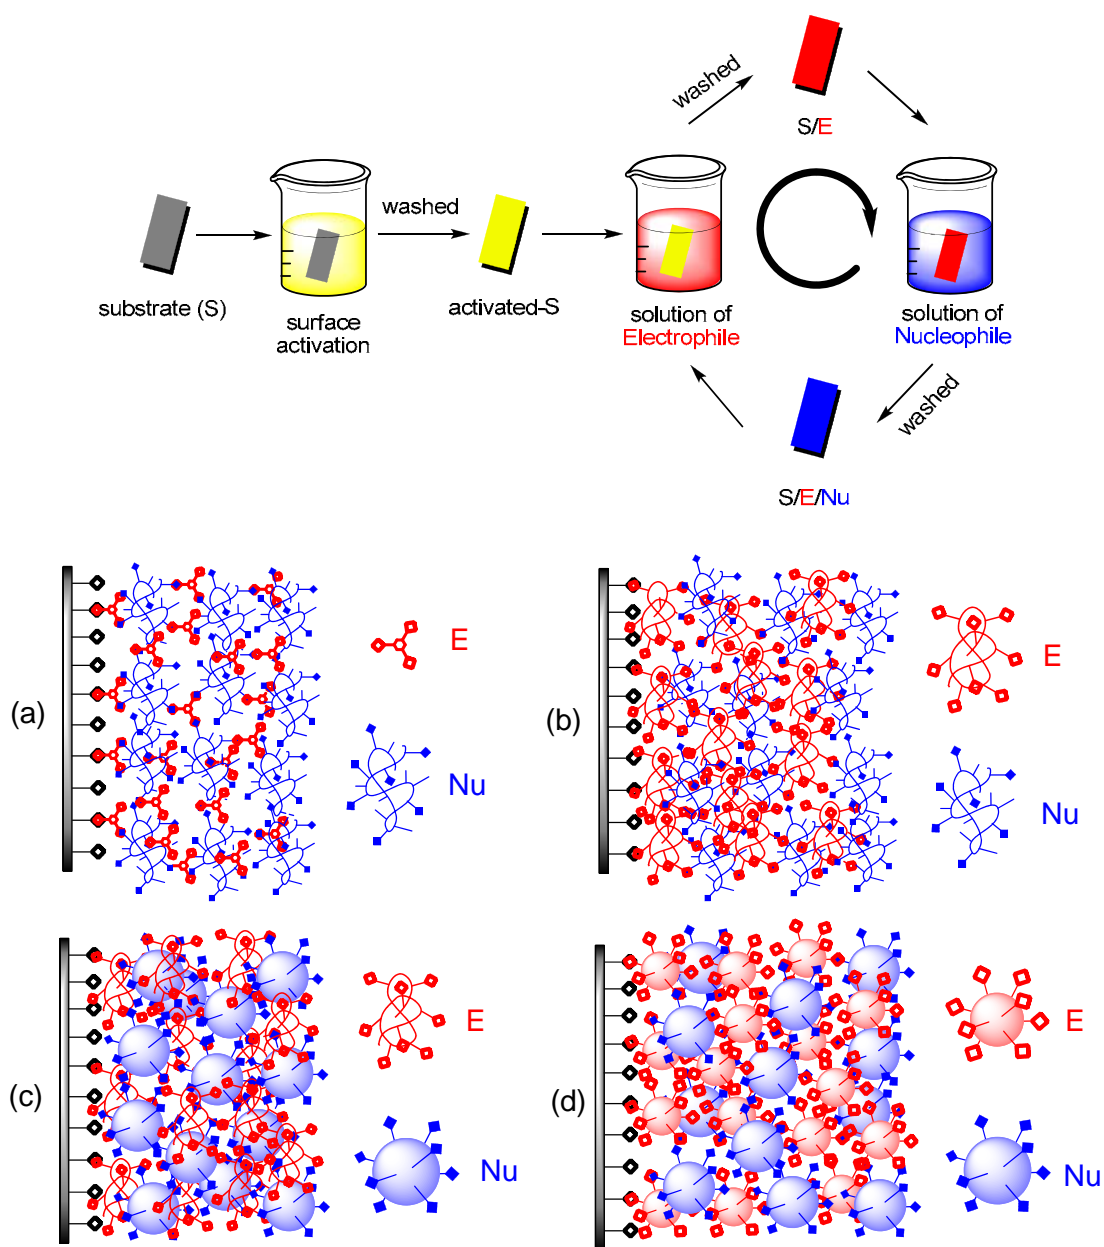 washed
S/E
washed
substrate (S)
surface
activation
activated-S
solution of
Electrophile
solution of
Nucleophile
washed
S/E/Nu
(a)
E
Nu
(b)
E
Nu
(c)
E
Nu
(d)
E
Nu